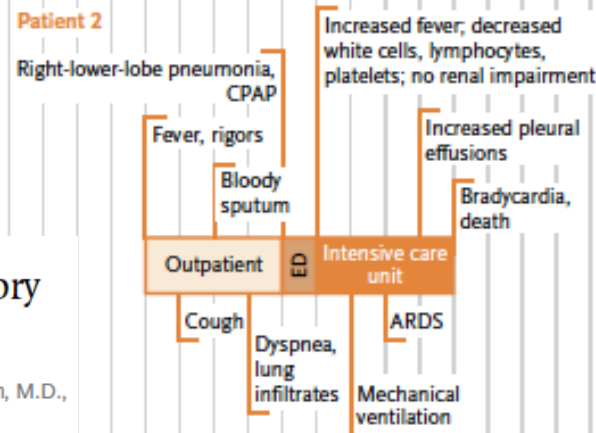 Patient 2
Increased fever; decreased
white cells, lymphocytes,
platelets; no renal impairment
Right-lower-lobe pneumonia,
CPAP
Fever, rigors
Increased pleural
effusions
Bloody
sputum
Bradycardia,
death
Outpatient
ED
Intensive care
unit
ory
Cough
ARDS
Dyspnea,
lung
infiltrates
Mechanical
ventilation
, M.D.,